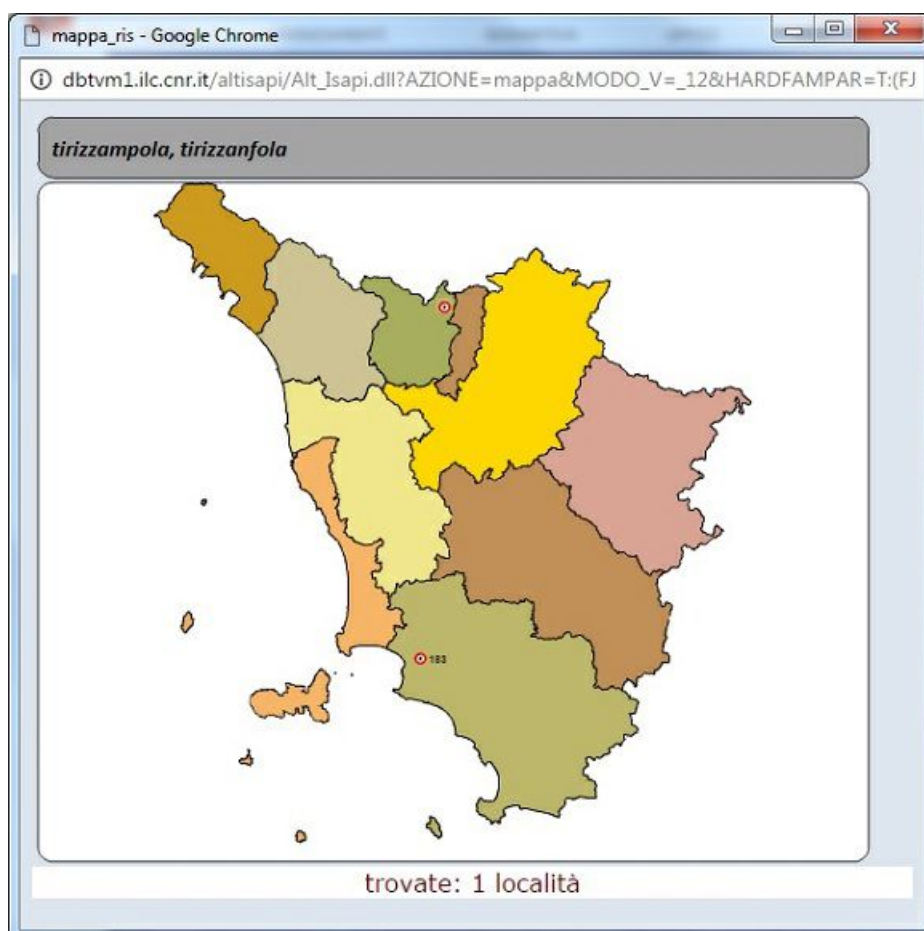 mappa_ris - Google Chrome
dbtvm1.ilc.cnr.it/altisapi/Alt_Isapi.dll?AZIONE=mappa&MODO_V=_12&HARDFAMPAR=T:(FJ
tirizzampola, tirizzanfola
183
trovate: 1 località